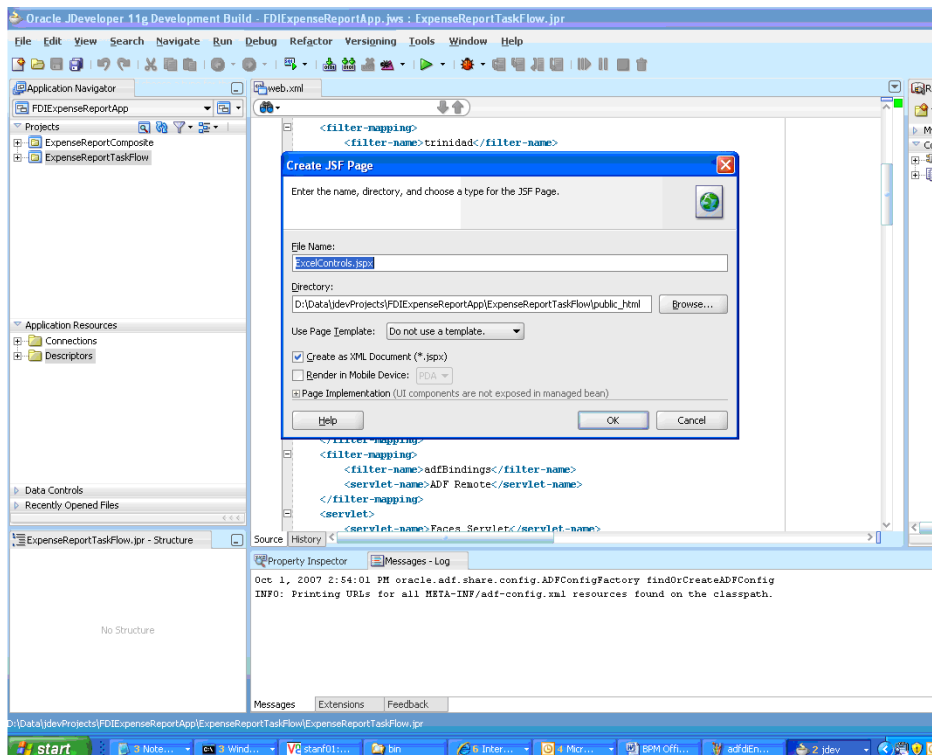 Oracle JDeveloper 11g Development Build - FDIExpenseReportApp.jws : ExpenseReportTaskFlow.jpr
File Edit View Search Navigate Run Debug Refactor Versioning Tools Window Help
Application Navigator
web.xml
FDIExpenseReportApp
Projects
ExpenseReportComposite
ExpenseReportTaskFlow
<filter-mapping>
<filter-name>trinidad</filter-name>
Create JSF Page
Enter the name, directory, and choose a type for the JSF Page.
File Name:
ExcelControls.jspx
Directory:
D:\Data\jdevProjects\FDIExpenseReportApp\ExpenseReportTaskFlow\public_html
Browse...
Use Page Template: Do not use a template.
Create as XML Document (*.jspx)
Render in Mobile Device: PDA
Page Implementation (UI components are not exposed in managed bean)
Help OK Cancel
Application Resources
Connections
Descriptors
</filter-mapping>
<filter-mapping>
<filter-name>adfBindings</filter-name>
<servlet-name>ADF Remote</servlet-name>
</filter-mapping>
<servlet>
<servlet-name>Faces Servlet</servlet-name>
Data Controls
Recently Opened Files
Source History
ExpenseReportTaskFlow.jpr - Structure
No Structure
Property Inspector
Messages - Log
Oct 1, 2007 2:54:01 PM oracle.adf.share.config.ADFConfigFactory findOrCreateADFConfig
INFO: Printing URLs for all META-INF/adf-config.xml resources found on the classpath.
Messages Extensions Feedback
D:\Data\jdevProjects\FDIExpenseReportApp\ExpenseReportTaskFlow\ExpenseReportTaskFlow.jpr
start 3 Note... 3 Wind... stanf01:... bin 6 Inter... 4 Micr... BPM Offi... adfdiEn... 2 jdev